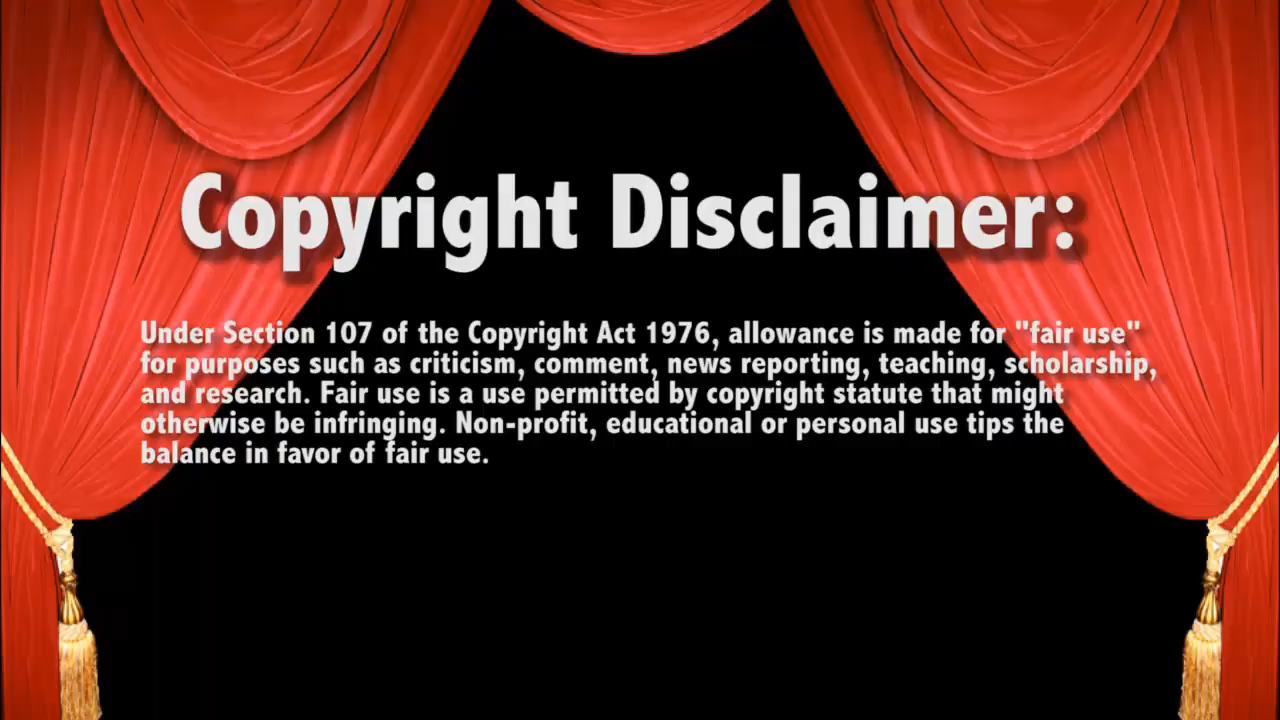 Copyright Disclaimer:
Under Section 107 of the Copyright Act 1976, allowance is made for "fair use"
for purposes such as criticism, comment, news reporting, teaching, scholarship,
and research. Fair use is a use permitted by copyright statute that might
otherwise be infringing. Non-profit, educational or personal use tips the
balance in favor of fair use.